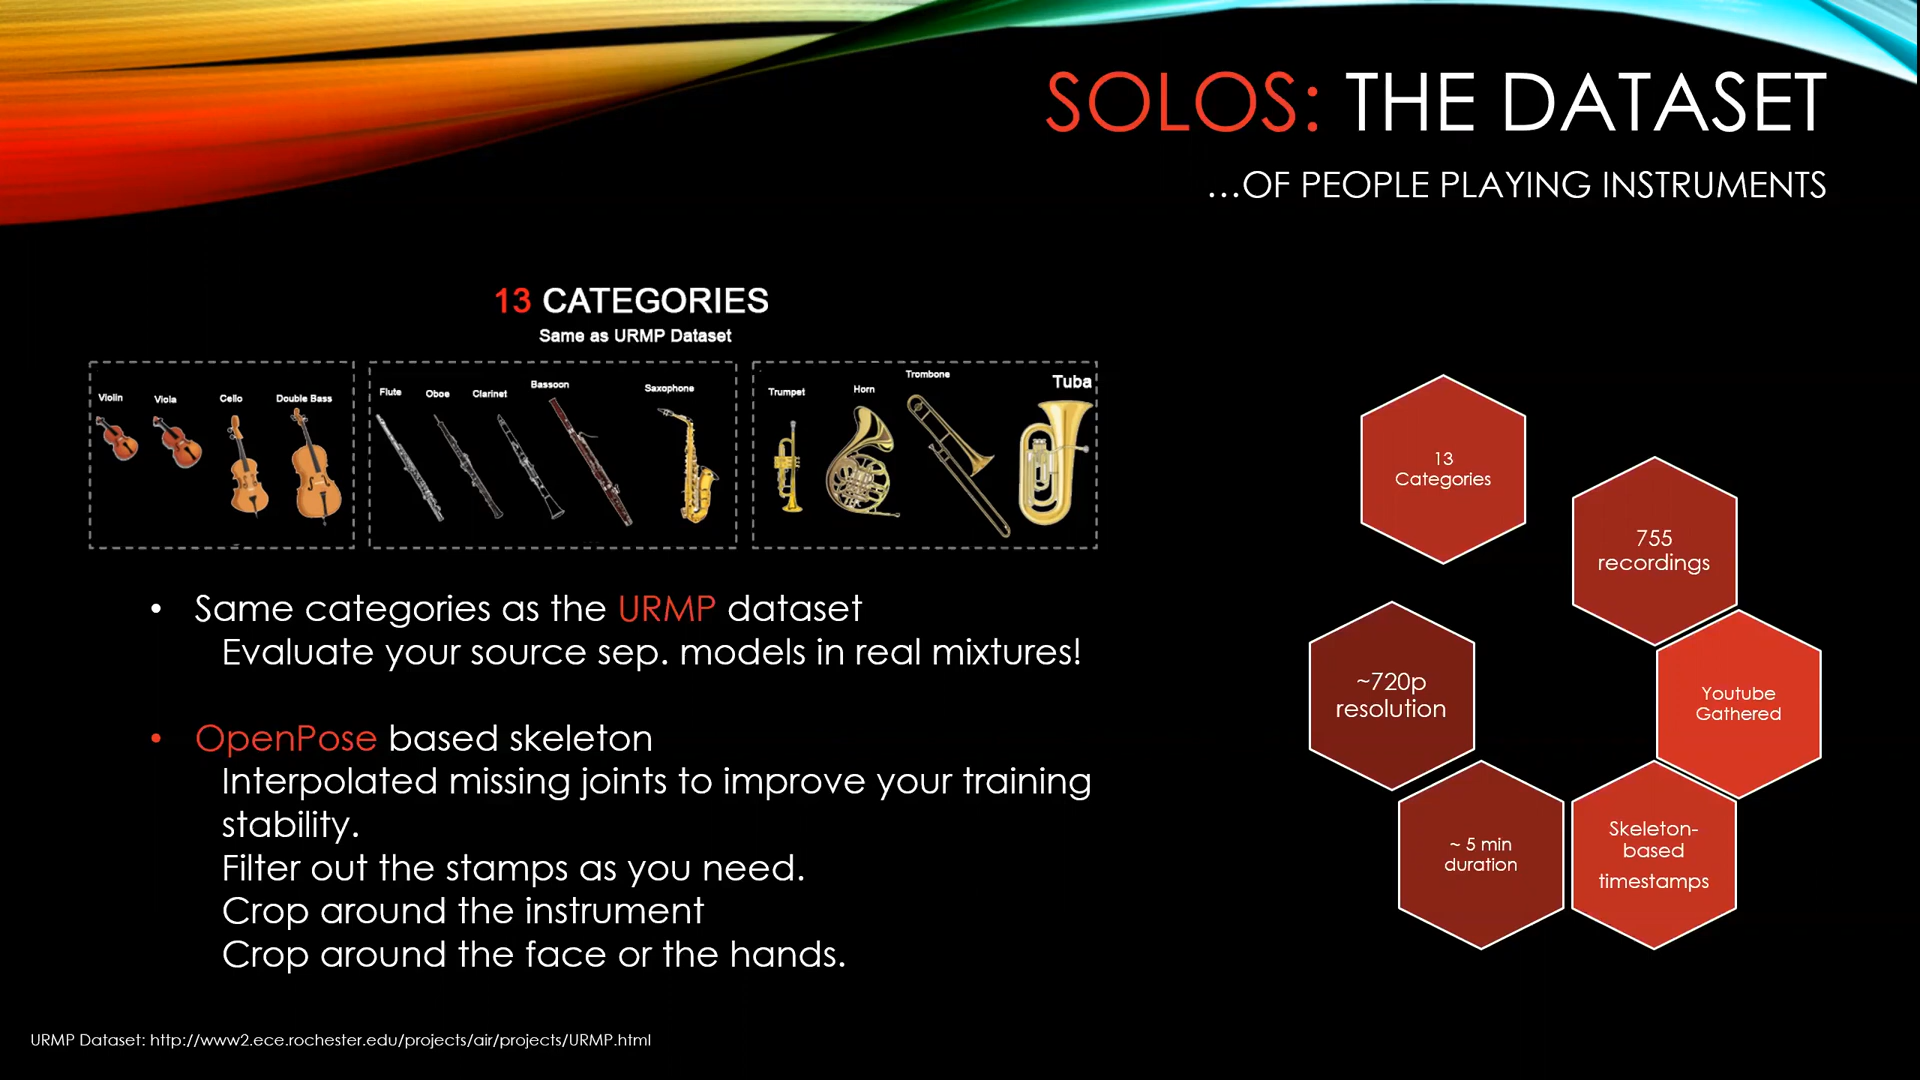 SOLOS: THE DATASET
...OF PEOPLE PLAYING INSTRUMENTS
13 CATEGORIES
Same as URMP Dataset
Violin
Viola
Cello
Double Bass
Flute
Oboe
Clarinet
Bassoon
Saxophone
Trumpet
Horn
Trombone
Tuba
• Same categories as the URMP dataset
Evaluate your source sep. models in real mixtures!
• OpenPose based skeleton
Interpolated missing joints to improve your training
stability.
Filter out the stamps as you need.
Crop around the instrument
Crop around the face or the hands.
13
Categories
755
recordings
Youtube
Gathered
Skeleton-
based
timestamps
~ 5 min
duration
~720p
resolution
URMP Dataset: http://www2.ece.rochester.edu/projects/air/projects/URMP.html